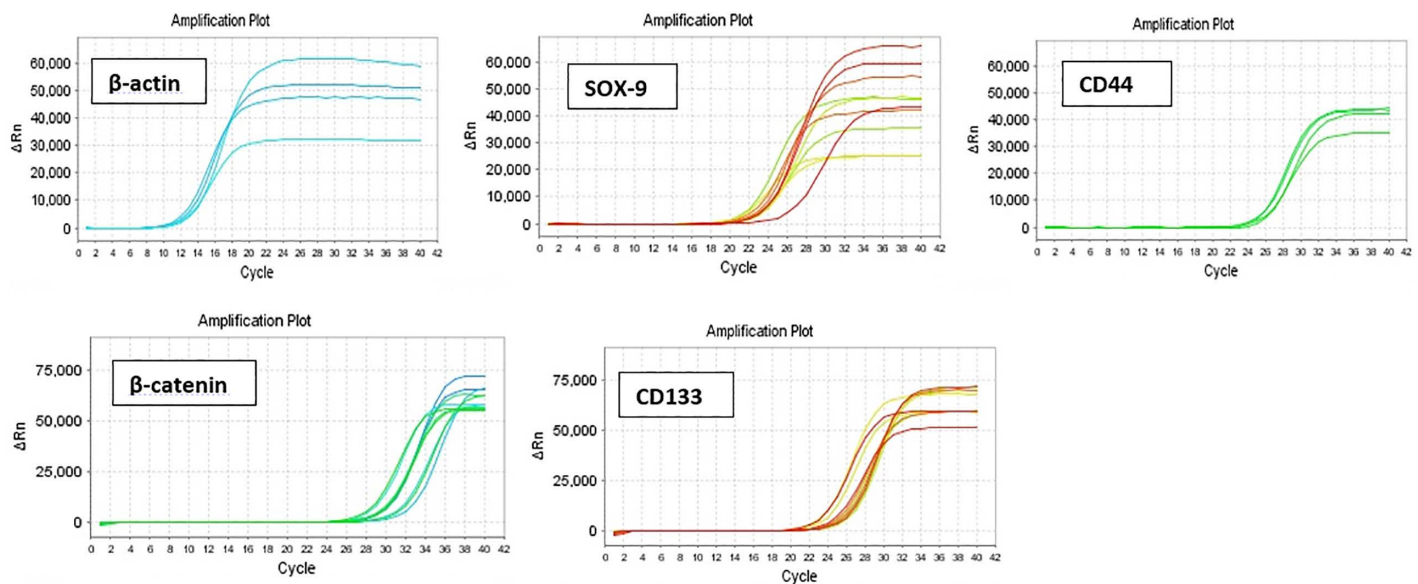 Amplification Plot
β-actin
60,000
50,000
40,000
30,000
20,000
10,000
0
ΔRn
0 2 4 6 8 10 12 14 16 18 20 22 24 26 28 30 32 34 36 38 40 42
Cycle
Amplification Plot
SOX-9
60,000
50,000
40,000
30,000
20,000
10,000
0
ΔRn
0 2 4 6 8 10 12 14 16 18 20 22 24 26 28 30 32 34 36 38 40 42
Cycle
Amplification Plot
CD44
60,000
50,000
40,000
30,000
20,000
10,000
0
ΔRn
0 2 4 6 8 10 12 14 16 18 20 22 24 26 28 30 32 34 36 38 40 42
Cycle
Amplification Plot
β-catenin
75,000
50,000
25,000
0
ΔRn
0 2 4 6 8 10 12 14 16 18 20 22 24 26 28 30 32 34 36 38 40 42
Cycle
Amplification Plot
CD133
75,000
50,000
25,000
0
ΔRn
0 2 4 6 8 10 12 14 16 18 20 22 24 26 28 30 32 34 36 38 40 42
Cycle